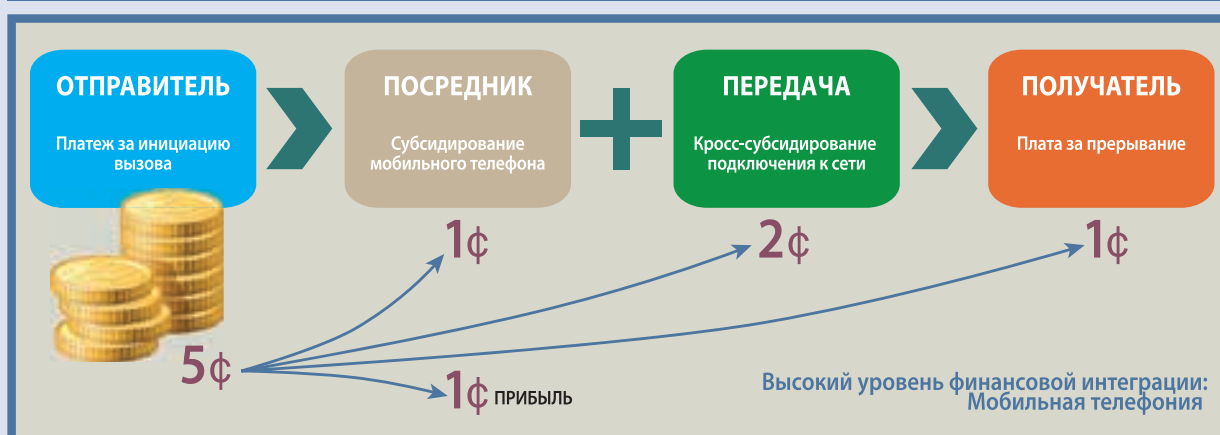 ОТПРАВИТЕЛЬ
Платеж за инициацию
вызова
ПОСРЕДНИК
Субсидирование
мобильного телефона
ПЕРЕДАЧА
Кросс-субсидирование
подключения к сети
ПОЛУЧАТЕЛЬ
Плата за прерывание
1¢
2¢
1¢
5¢
1¢ ПРИБЫЛЬ
Высокий уровень финансовой интеграции:
Мобильная телефония